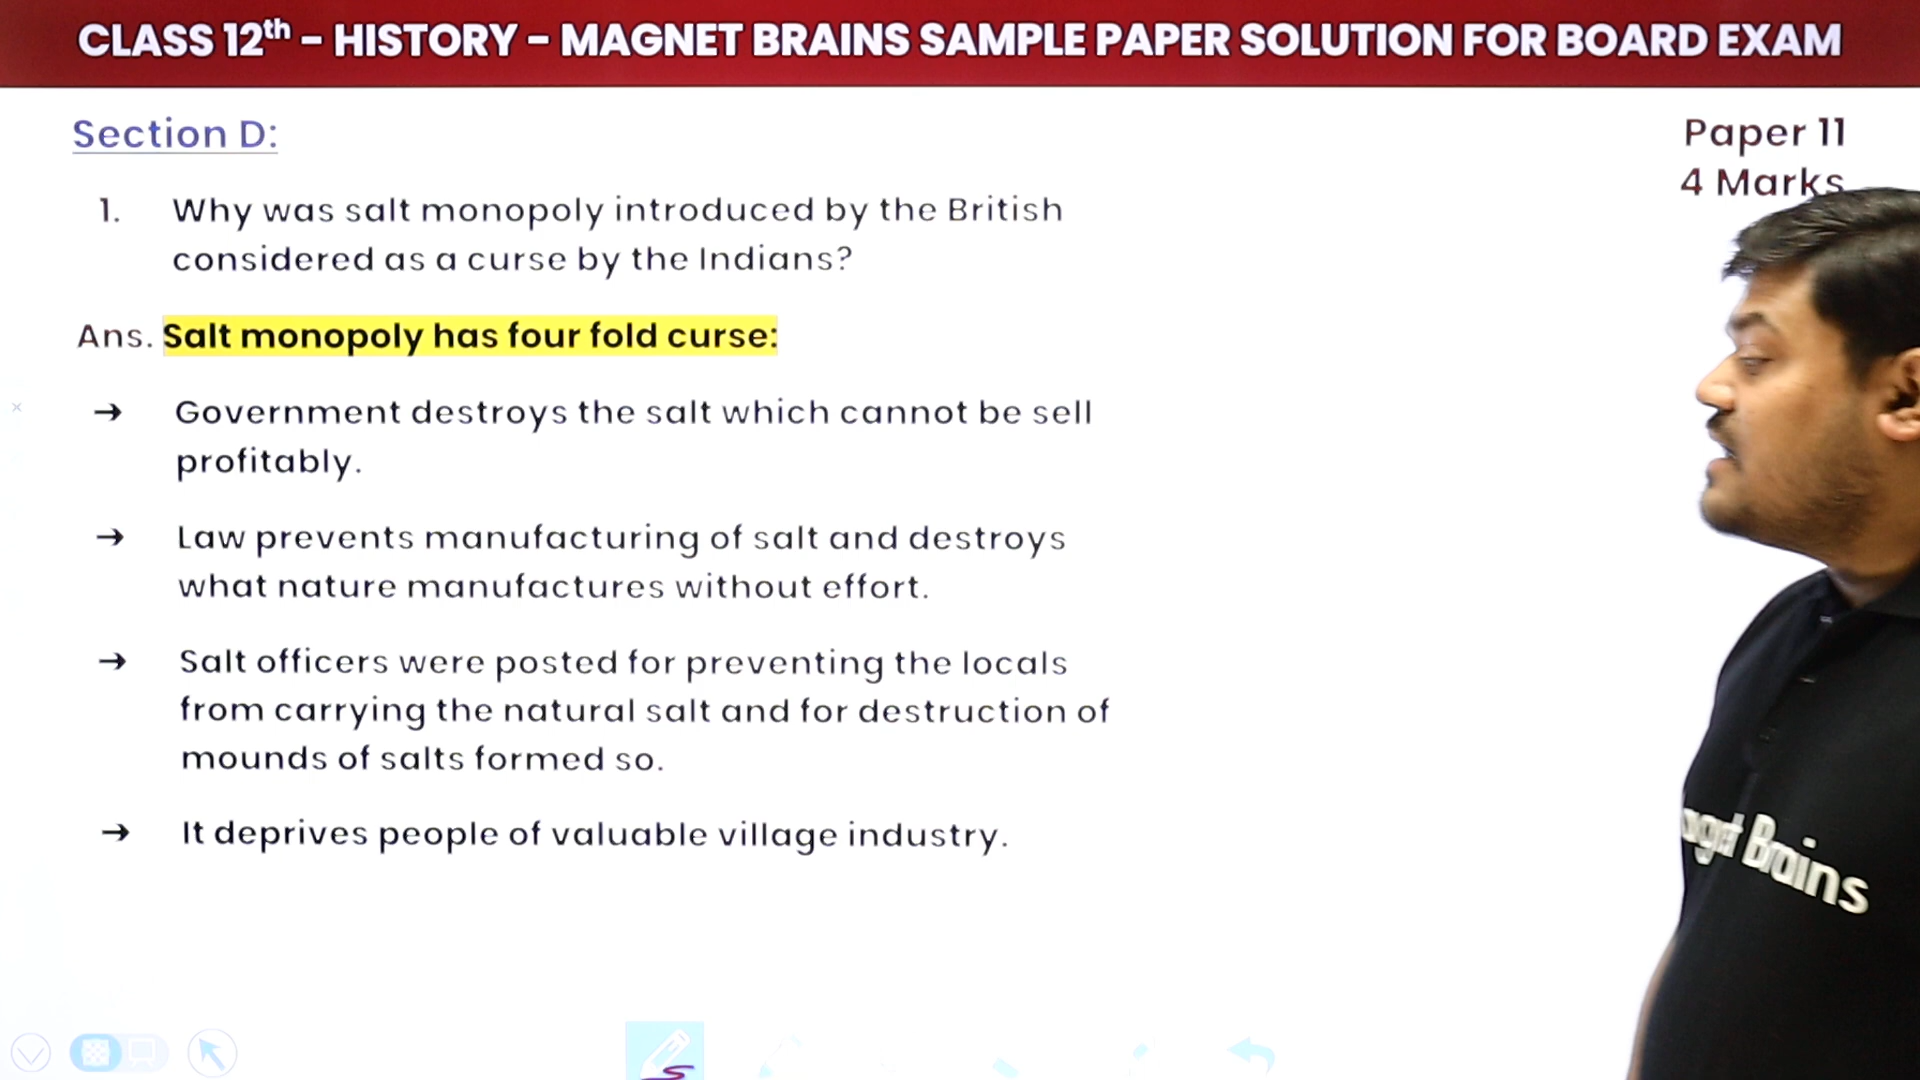 CLASS 12th - HISTORY - MAGNET BRAINS SAMPLE PAPER SOLUTION FOR BOARD EXAM
Section D:
Paper 11
4 Marks
1. Why was salt monopoly introduced by the British
considered as a curse by the Indians?
Ans. Salt monopoly has four fold curse:
→ Government destroys the salt which cannot be sell
profitably.
→ Law prevents manufacturing of salt and destroys
what nature manufactures without effort.
→ Salt officers were posted for preventing the locals
from carrying the natural salt and for destruction of
mounds of salts formed so.
→ It deprives people of valuable village industry.
Brains